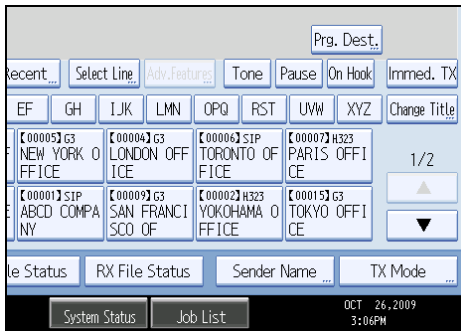 Prg. Dest.
Recent Select Line Adv.Features Tone Pause On Hook Immed. TX
EF GH IJK LMN OPQ RST UVW XYZ Change Title
【00005】G3 【00004】G3 【00006】SIP 【00007】H323
NEW YORK O LONDON OFF TORONTO OF PARIS OFFI
FFICE ICE FICE CE
1/2
【00001】SIP 【00009】G3 【00002】H323 【00015】G3
ABCD COMPA SAN FRANCI YOKOHAMA O TOKYO OFFI
NY SCO OF FFICE CE
le Status RX File Status Sender Name TX Mode
System Status Job List OCT 26,2009
3:06PM